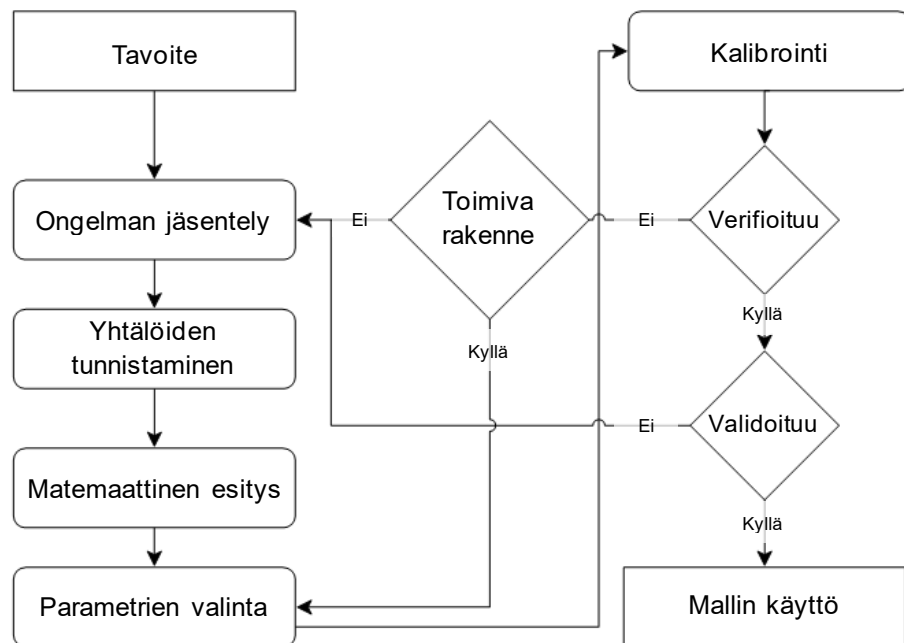 Tavoite
Ongelman jäsentely
Yhtälöiden
tunnistaminen
Matemaattinen esitys
Parametrien valinta
Ei
Toimiva
rakenne
Kyllä
Kalibrointi
Ei
Verifioituu
Kyllä
Ei
Validoituu
Kyllä
Mallin käyttö